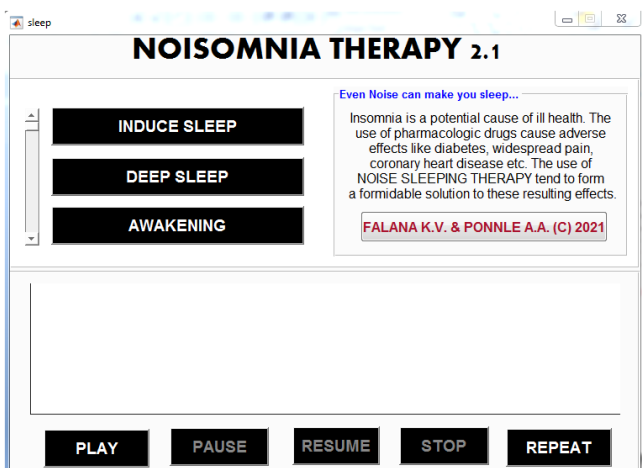 sleep
NOISOMNIA THERAPY 2.1
INDUCE SLEEP
DEEP SLEEP
AWAKENING
Even Noise can make you sleep...
Insomnia is a potential cause of ill health. The
use of pharmacologic drugs cause adverse
effects like diabetes, widespread pain,
coronary heart disease etc. The use of
NOISE SLEEPING THERAPY tend to form
a formidable solution to these resulting effects.
FALANA K.V. & PONNLE A.A. (C) 2021
PLAY PAUSE RESUME STOP REPEAT